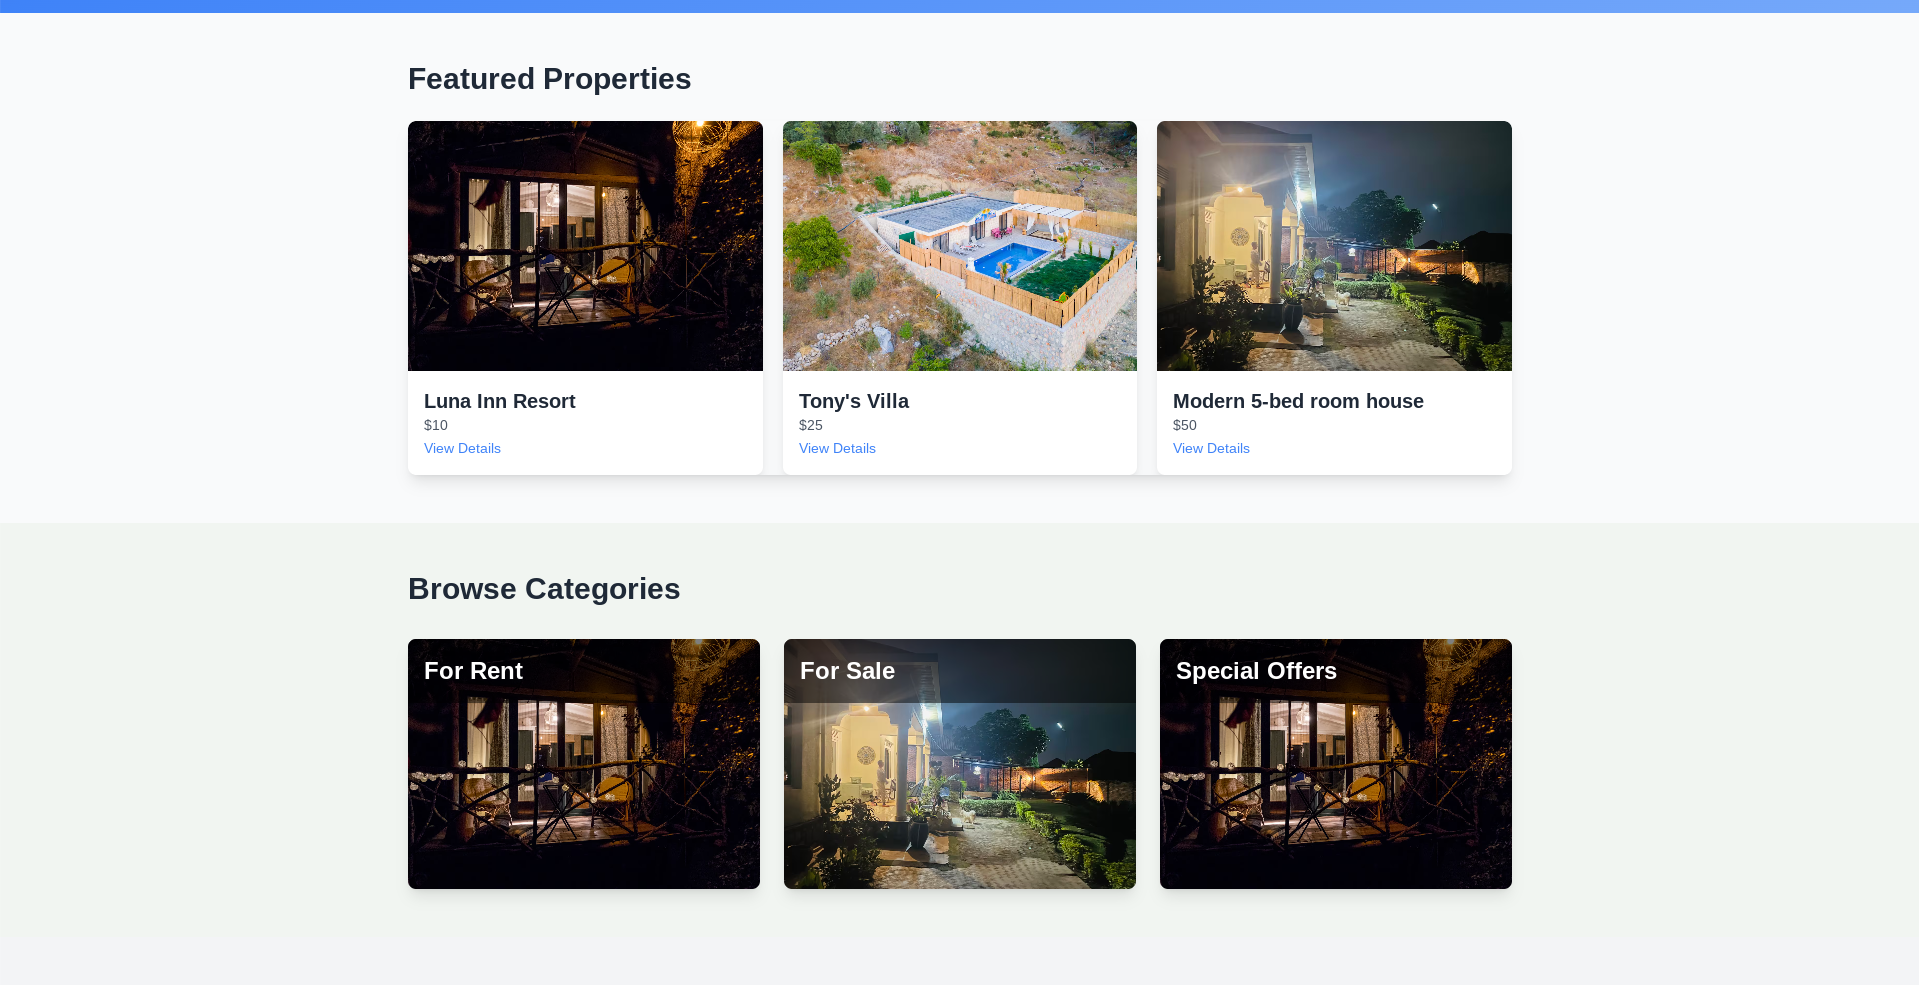 Featured Properties
Luna Inn Resort
$10
View Details
Tony's Villa
$25
View Details
Modern 5-bed room house
$50
View Details
Browse Categories
For Rent
For Sale
Special Offers